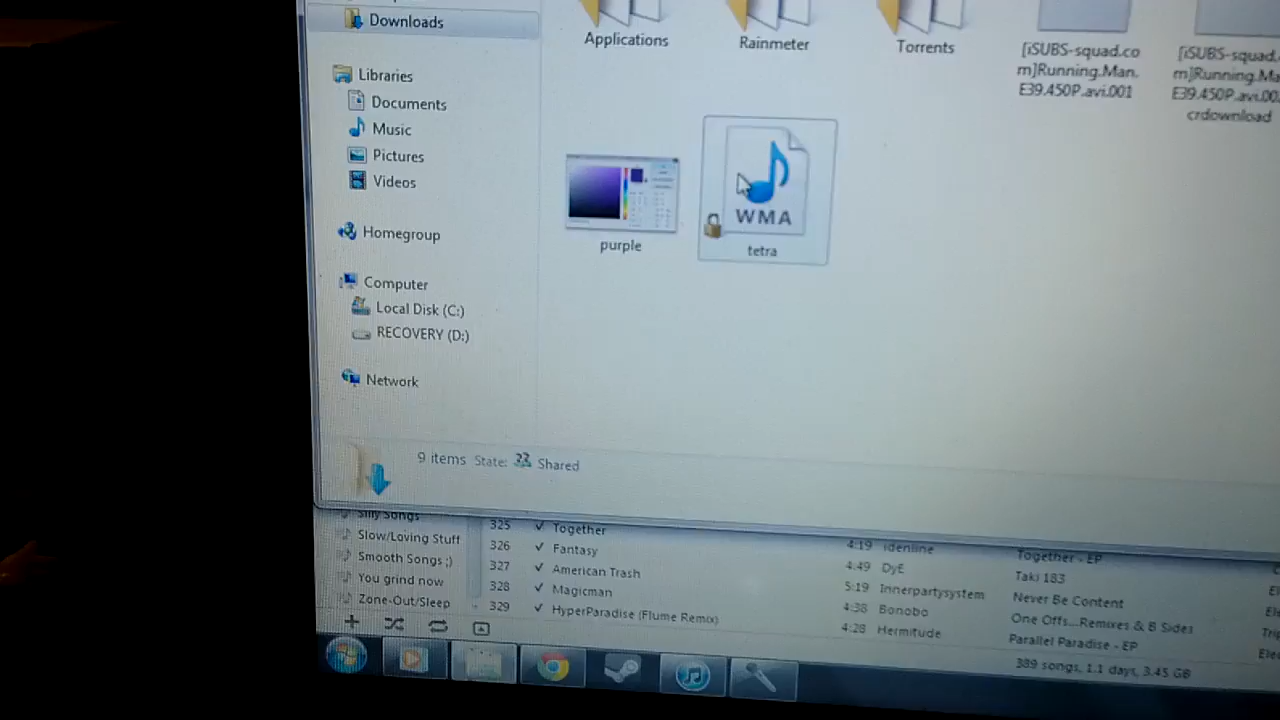 Downloads
Applications
Rainmeter
Torrents
[iSUBS-squad.co
m]Running.Man.
E39.450P.avi.001
[iSUBS-squad.
m]Running.Ma
E39.450P.avi.00
crdownload
Libraries
Documents
Music
Pictures
Videos
Homegroup
Computer
Local Disk (C:)
RECOVERY (D:)
Network
WMA
purple
tetra
9 items State: Shared
Silly Songs
Slow/Loving Stuff
Smooth Songs ;)
You grind now
Zone-Out/Sleep
325 ✓ Together 4:19 idenline Together - EP
326 ✓ Fantasy 4:49 DyE Taki 183
327 ✓ American Trash 5:19 Innerpartysystem Never Be Content
328 ✓ Magicman 4:38 Bonobo One Offs...Remixes & B Sides
329 ✓ HyperParadise (Flume Remix) 4:28 Hermitude Parallel Paradise - EP
389 songs, 1.1 days, 3.45 GB